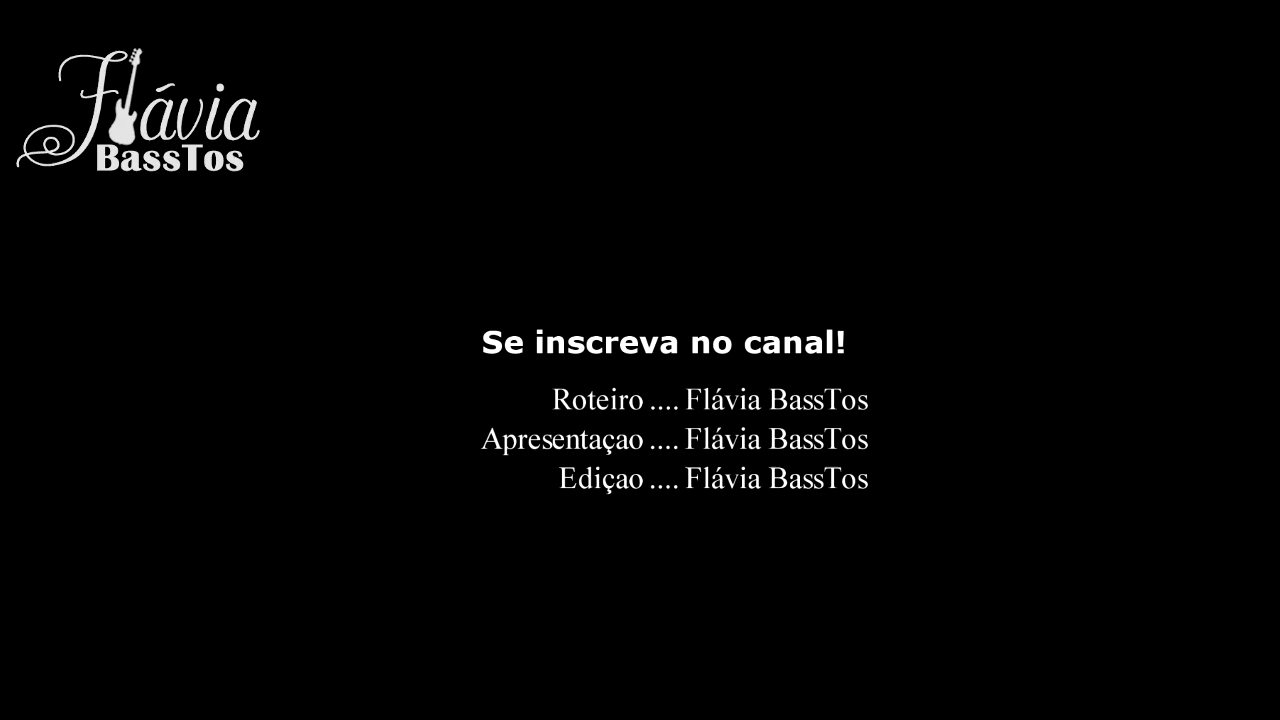 Flávia
BassTos
Se inscreva no canal!
Roteiro .... Flávia BassTos
Apresentaçao .... Flávia BassTos
Ediçao .... Flávia BassTos